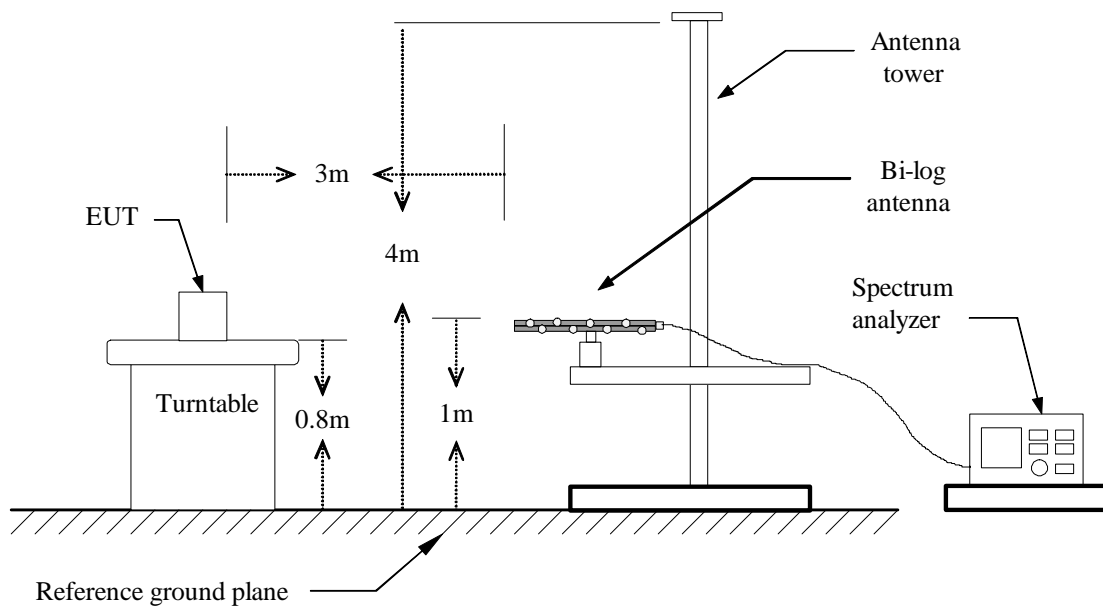 Antenna
tower
3m
Bi-log
antenna
EUT
4m
Spectrum
analyzer
Turntable
0.8m
1m
Reference ground plane